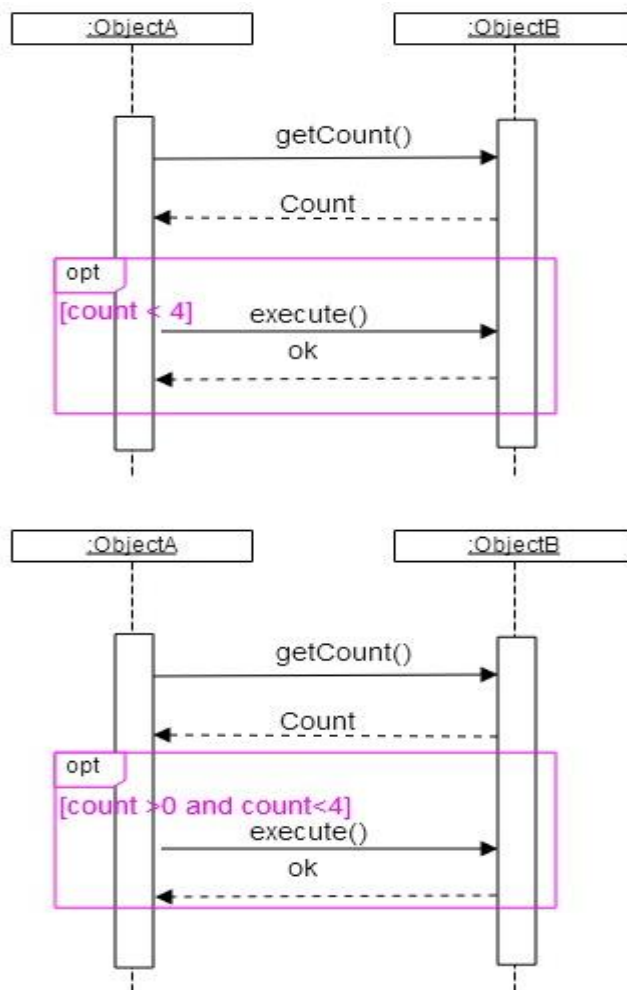 :ObjectA
:ObjectB
getCount()
Count
opt
[count < 4]
execute()
ok
:ObjectA
:ObjectB
getCount()
Count
opt
[count >0 and count<4]
execute()
ok